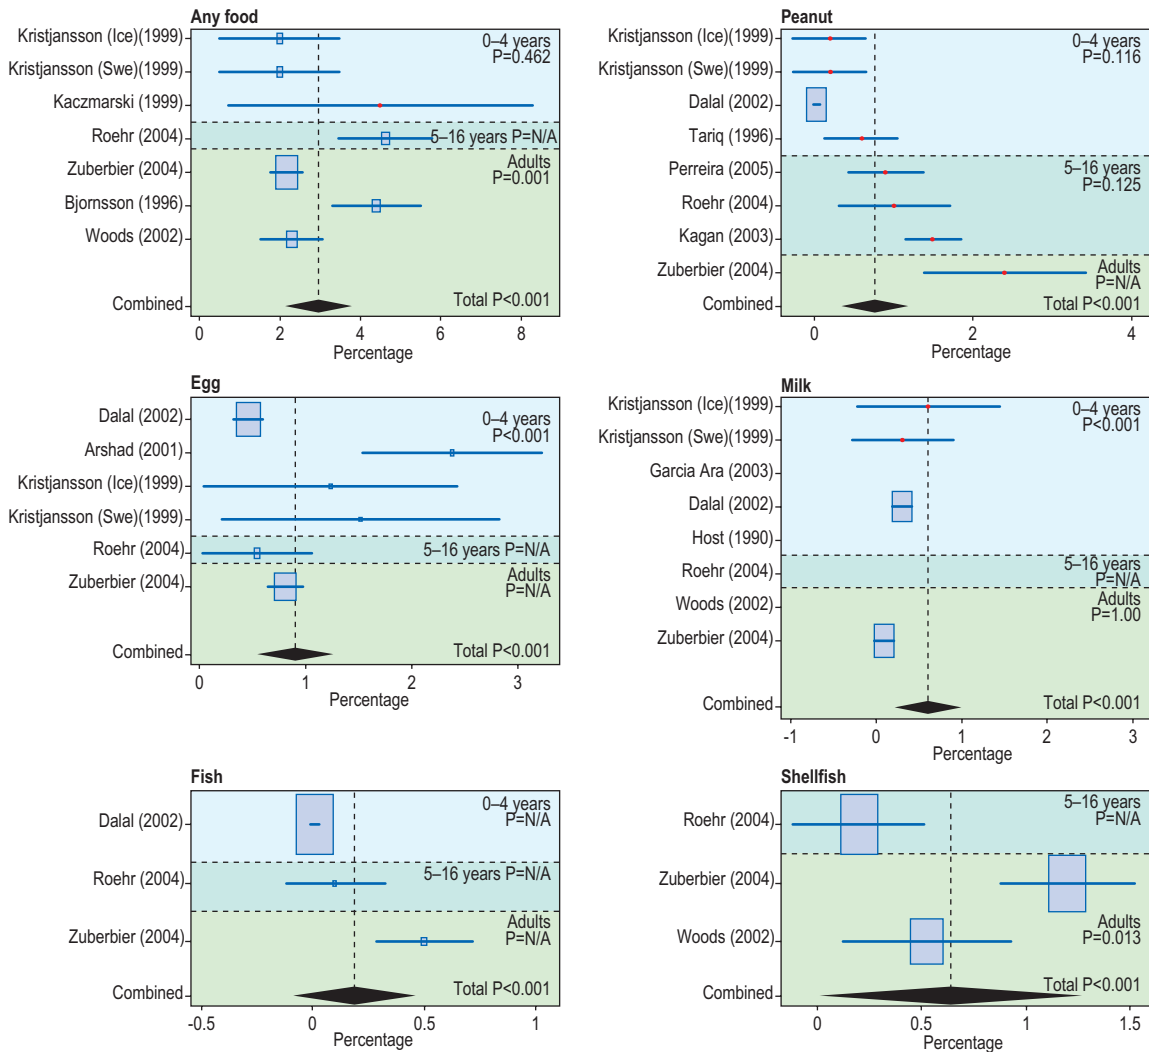 Any food
Kristjansson (Ice)(1999)
0–4 years
P=0.462
Kristjansson (Swe)(1999)
Kaczmarski (1999)
Roehr (2004)
5–16 years P=N/A
Zuberbier (2004)
Adults
P=0.001
Bjornsson (1996)
Woods (2002)
Combined
Total P<0.001
0 2 4 6 8
Percentage
Peanut
Kristjansson (Ice)(1999)
0–4 years
P=0.116
Kristjansson (Swe)(1999)
Dalal (2002)
Tariq (1996)
Perreira (2005)
5–16 years
P=0.125
Roehr (2004)
Kagan (2003)
Zuberbier (2004)
Adults
P=N/A
Combined
Total P<0.001
0 2 4
Percentage
Egg
Dalal (2002)
0–4 years
P<0.001
Arshad (2001)
Kristjansson (Ice)(1999)
Kristjansson (Swe)(1999)
Roehr (2004)
5–16 years P=N/A
Zuberbier (2004)
Adults
P=N/A
Combined
Total P<0.001
0 1 2 3
Percentage
Milk
Kristjansson (Ice)(1999)
0–4 years
P<0.001
Kristjansson (Swe)(1999)
Garcia Ara (2003)
Dalal (2002)
Host (1990)
Roehr (2004)
5–16 years
P=N/A
Woods (2002)
Adults
P=1.00
Zuberbier (2004)
Combined
Total P<0.001
-1 0 1 2 3
Percentage
Fish
Dalal (2002)
0–4 years
P=N/A
Roehr (2004)
5–16 years P=N/A
Zuberbier (2004)
Adults
P=N/A
Combined
Total P<0.001
-0.5 0 0.5 1
Percentage
Shellfish
Roehr (2004)
5–16 years
P=N/A
Zuberbier (2004)
Woods (2002)
Adults
P=0.013
Combined
Total P<0.001
0 0.5 1 1.5
Percentage